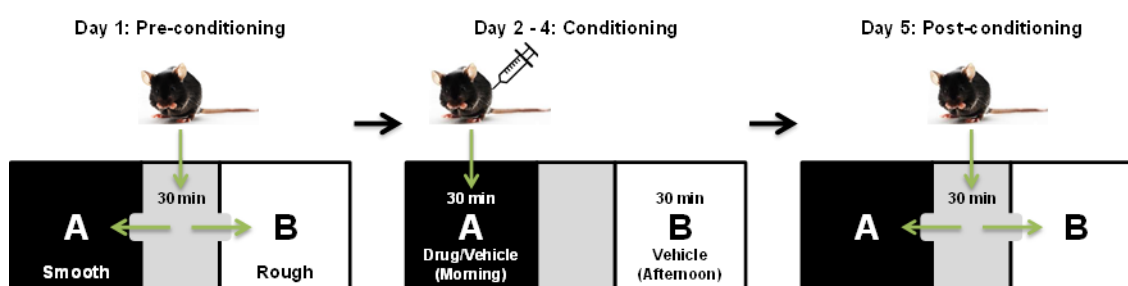 Day 1: Pre-conditioning
Day 2 - 4: Conditioning
Day 5: Post-conditioning
30 min
A
B
Smooth
Rough
30 min
A
Drug/Vehicle
(Morning)
30 min
B
Vehicle
(Afternoon)
30 min
A
B